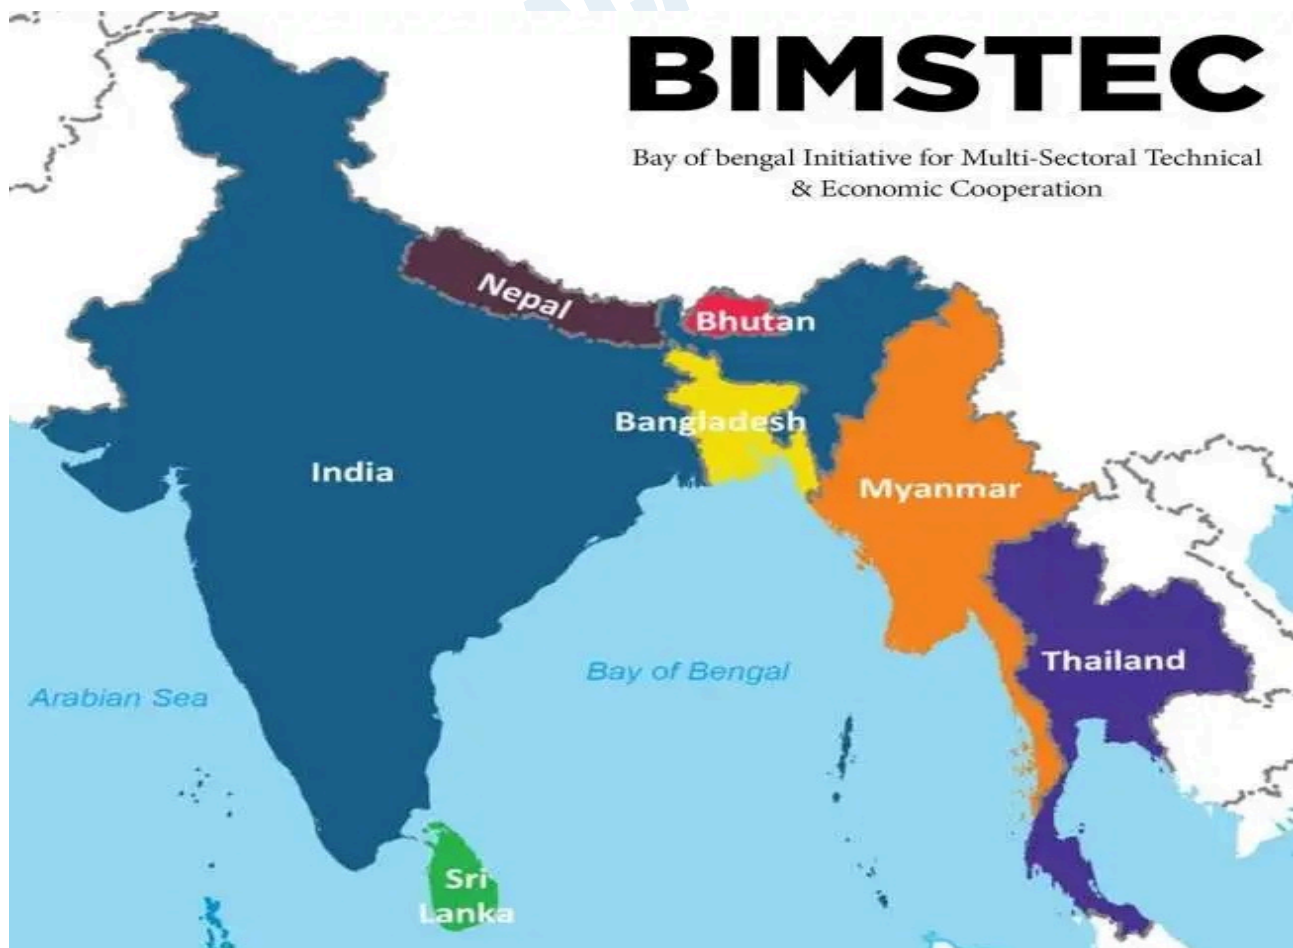 BIMSTEC
Bay of bengal Initiative for Multi-Sectoral Technical
& Economic Cooperation
Nepal
Bhutan
Bangladesh
India
Myanmar
Thailand
Bay of Bengal
Arabian Sea
Sri
Lanka